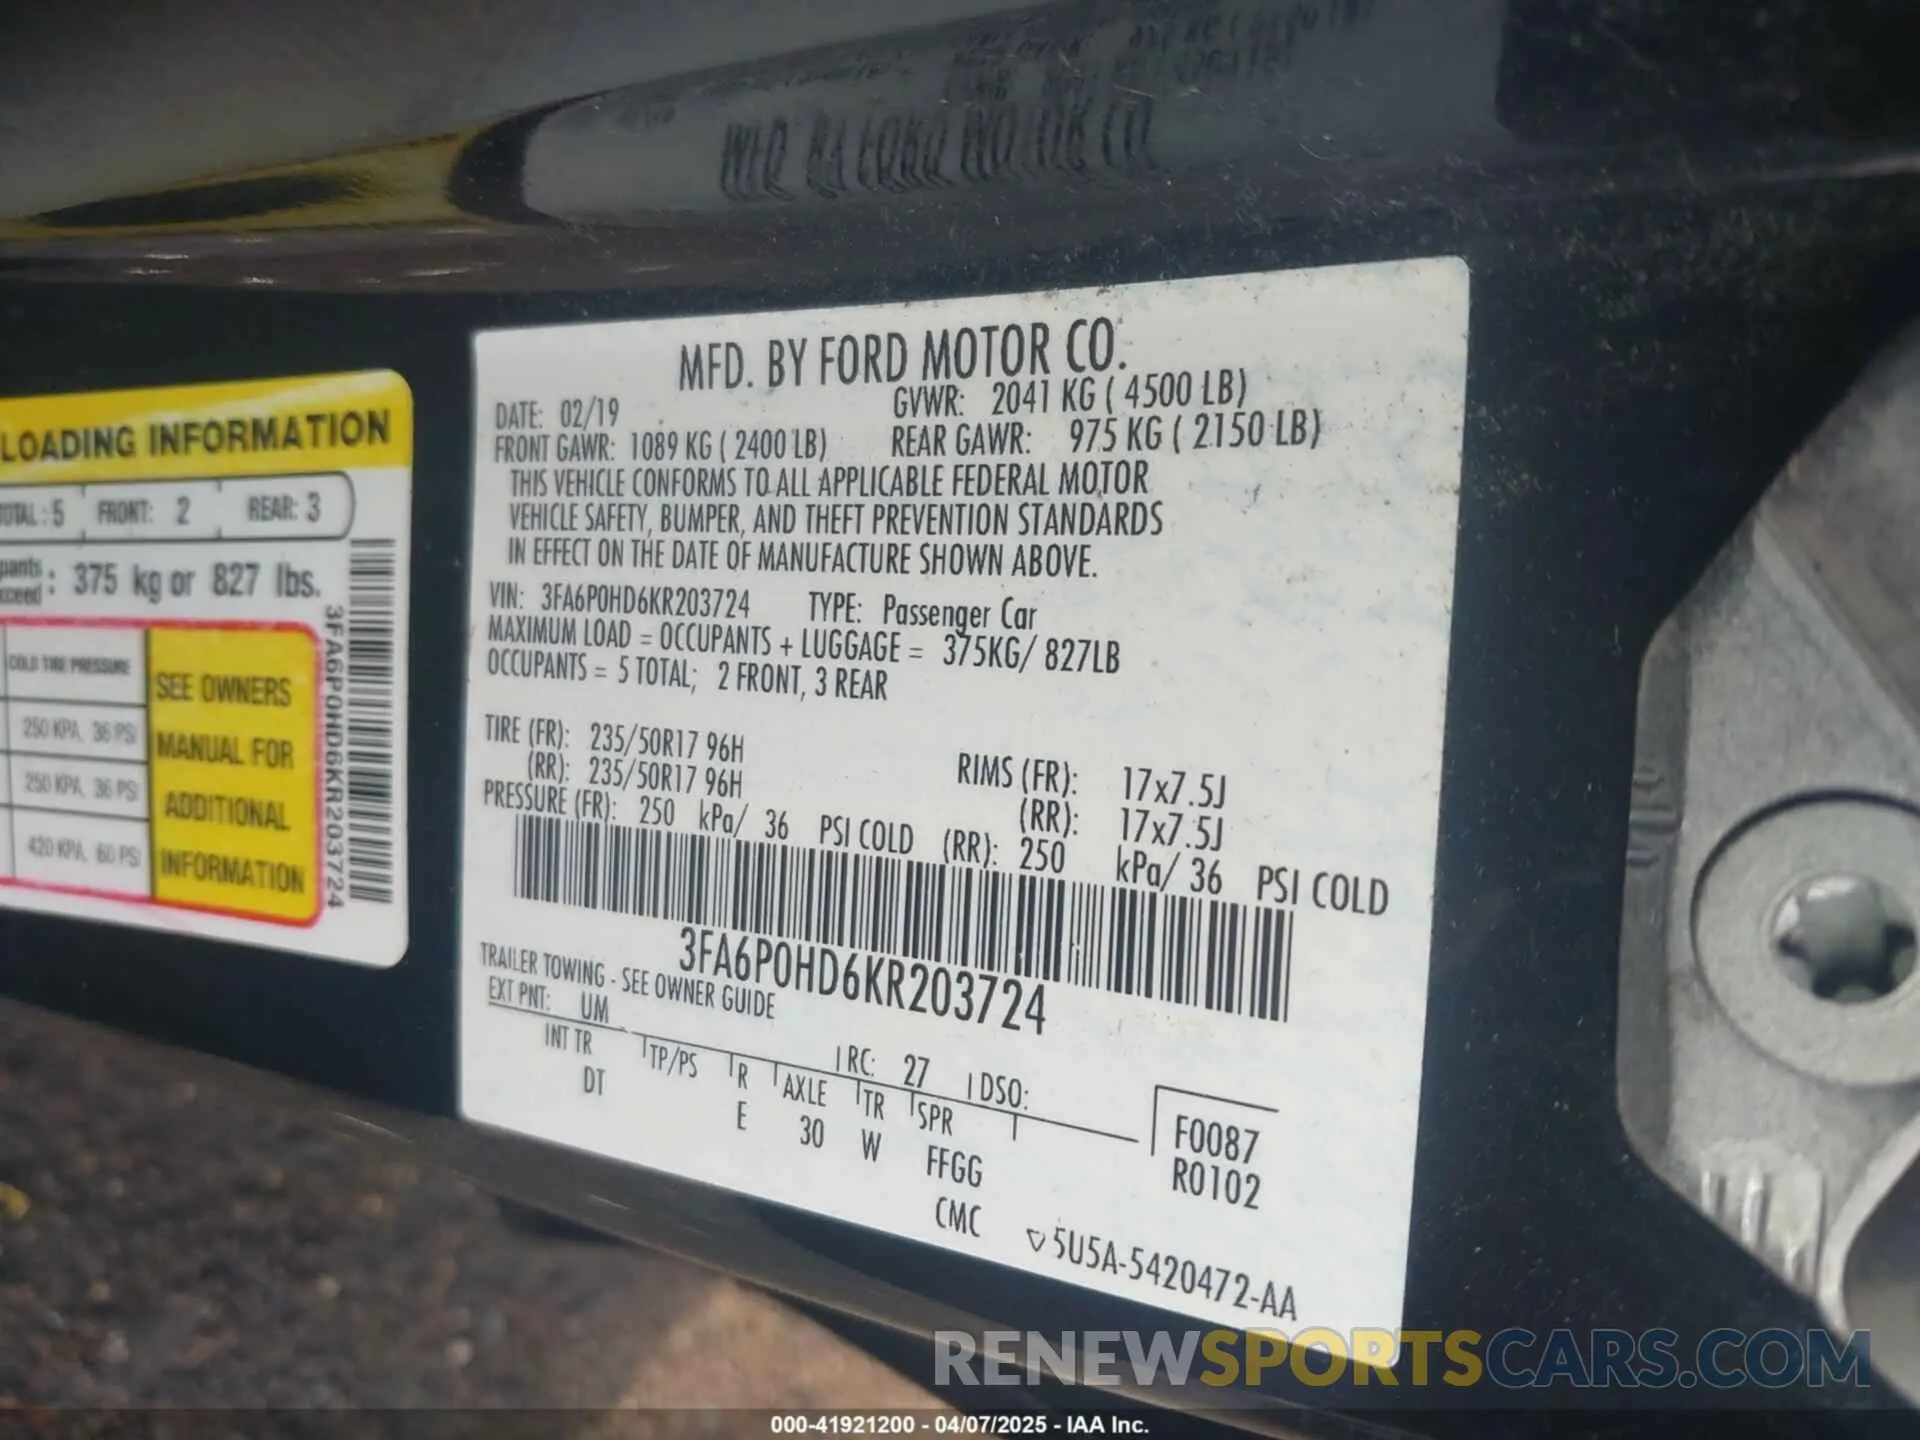 LOADING INFORMATION
TOTAL: 5 FRONT: 2 REAR: 3
: 375 kg or 827 lbs.
COLD TIRE PRESSURE
250 KPA, 36 PSI
250 KPA, 36 PSI
420 KPA, 60 PSI
SEE OWNERS
MANUAL FOR
ADDITIONAL
INFORMATION
3FA6P0HD6KR203724
MFD. BY FORD MOTOR CO.
DATE: 02/19 GVWR: 2041 KG ( 4500 LB)
FRONT GAWR: 1089 KG ( 2400 LB) REAR GAWR: 975 KG ( 2150 LB)
THIS VEHICLE CONFORMS TO ALL APPLICABLE FEDERAL MOTOR
VEHICLE SAFETY, BUMPER, AND THEFT PREVENTION STANDARDS
IN EFFECT ON THE DATE OF MANUFACTURE SHOWN ABOVE.
VIN: 3FA6P0HD6KR203724 TYPE: Passenger Car
MAXIMUM LOAD = OCCUPANTS + LUGGAGE = 375KG/ 827LB
OCCUPANTS = 5 TOTAL; 2 FRONT, 3 REAR
TIRE (FR): 235/50R17 96H RIMS (FR): 17x7.5J
(RR): 235/50R17 96H (RR): 17x7.5J
PRESSURE (FR): 250 kPa/ 36 PSI COLD (RR): 250 kPa/ 36 PSI COLD
3FA6P0HD6KR203724
TRAILER TOWING - SEE OWNER GUIDE
EXT PNT: UM RC: 27 DSO:
INT TR TP/PS R AXLE TR SPR
DT E 30 W FFGG
CMC
F0087
R0102
5U5A-5420472-AA
RENEWSPORTSCARS.COM
000-41921200 - 04/07/2025 - IAA Inc.